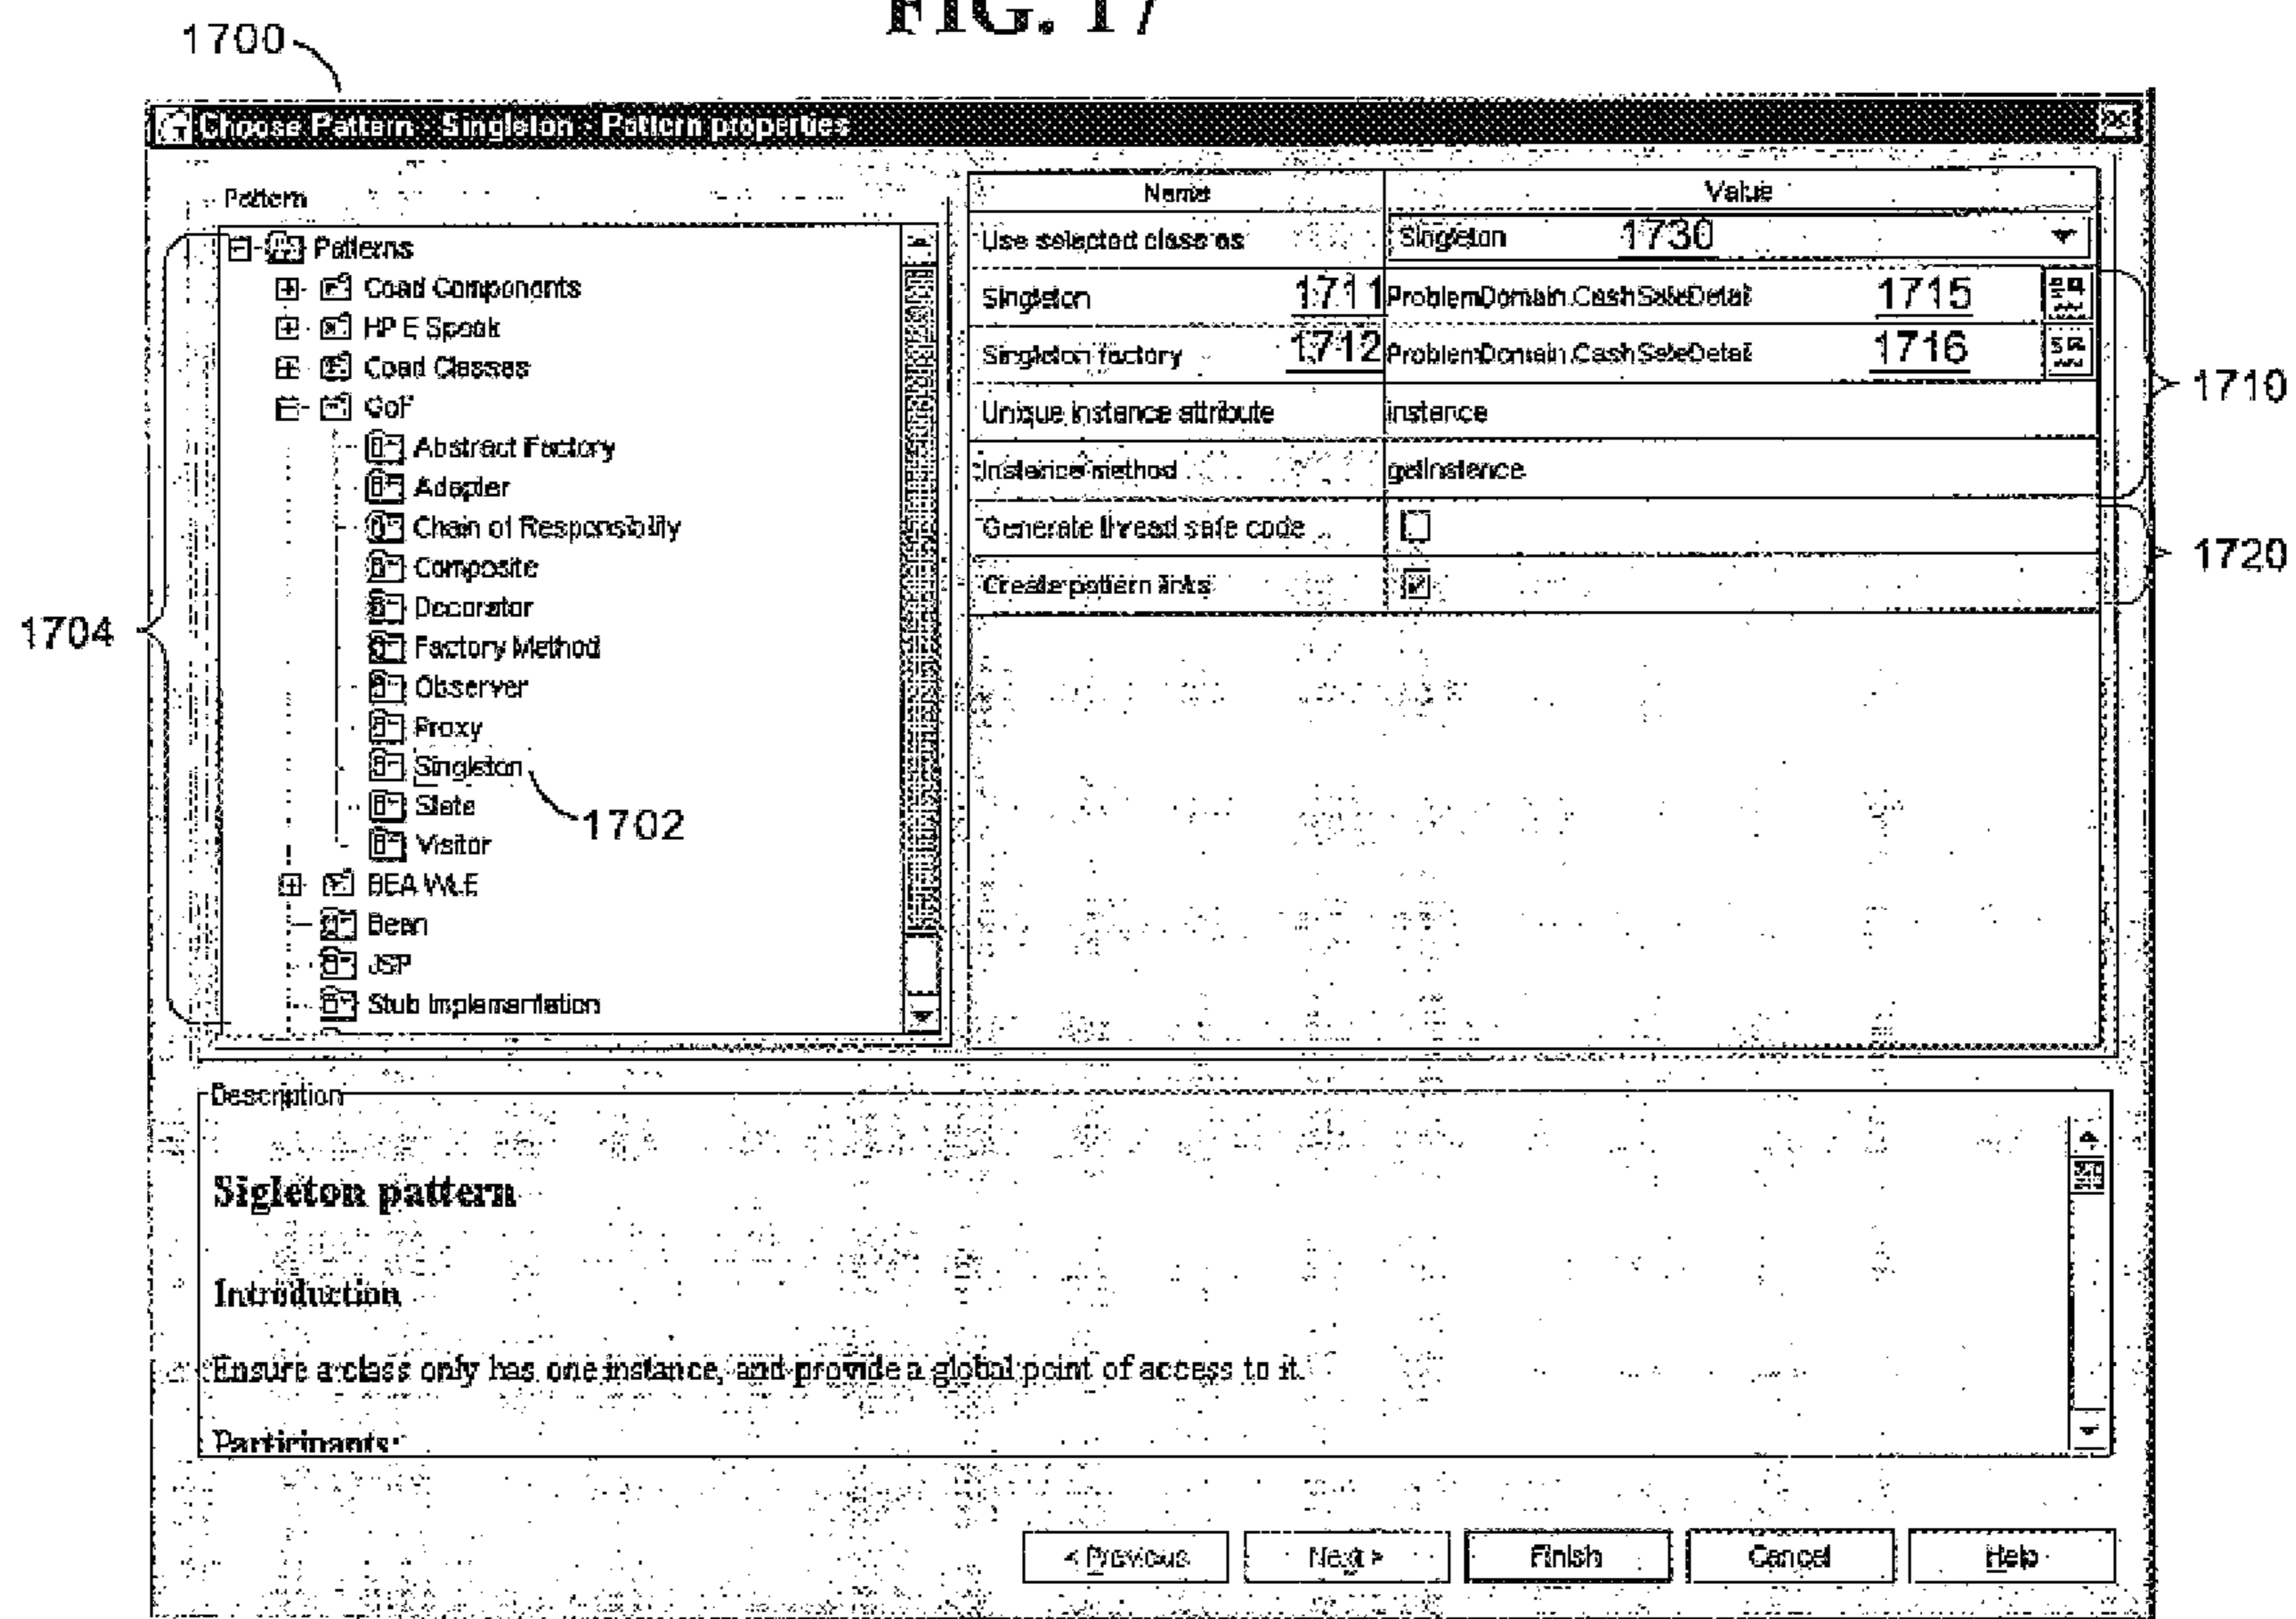 FIG. 17
1700
Choose Pattern - Singleton - Pattern properties
Pattern
Patterns
Coad Components
HP E Speak
Coad Classes
GoF
Abstract Factory
Adapter
Chain of Responsibility
Composite
Decorator
Factory Method
Observer
Proxy
Singleton
State
Visitor
BEA WLE
Bean
JSP
Stub Implementation
1704
1702
Name Value
Use selected class as Singleton 1730
Singleton 1711 ProblemDomain.CashSaleDetail 1715
Singleton factory 1712 ProblemDomain.CashSaleDetail 1716
Unique instance attribute instance
Instance method getInstance
Generate thread safe code
Create pattern links
1710
1720
Description
Sigleton pattern
Introduction
Ensure a class only has one instance, and provide a global point of access to it.
Participants:
< Previous Next > Finish Cancel Help